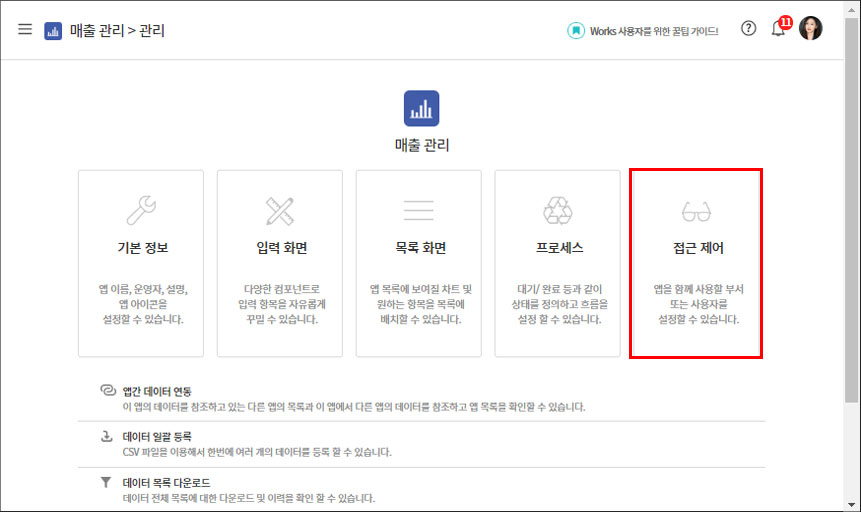 매출 관리 > 관리
Works 사용자를 위한 꿀팁 가이드!
11
매출 관리
기본 정보
앱 이름, 운영자, 설명,
앱 아이콘을
설정할 수 있습니다.
입력 화면
다양한 컴포넌트로
입력 항목을 자유롭게
꾸밀 수 있습니다.
목록 화면
앱 목록에 보여질 차트 및
원하는 항목을 목록에
배치할 수 있습니다.
프로세스
대기/ 완료 등과 같이
상태를 정의하고 흐름을
설정 할 수 있습니다.
접근 제어
앱을 함께 사용할 부서
또는 사용자를
설정할 수 있습니다.
앱간 데이터 연동
이 앱의 데이터를 참조하고 있는 다른 앱의 목록과 이 앱에서 다른 앱의 데이터를 참조하고 앱 목록을 확인할 수 있습니다.
데이터 일괄 등록
CSV 파일을 이용해서 한번에 여러 개의 데이터를 등록 할 수 있습니다.
데이터 목록 다운로드
데이터 전체 목록에 대한 다운로드 및 이력을 확인 할 수 있습니다.